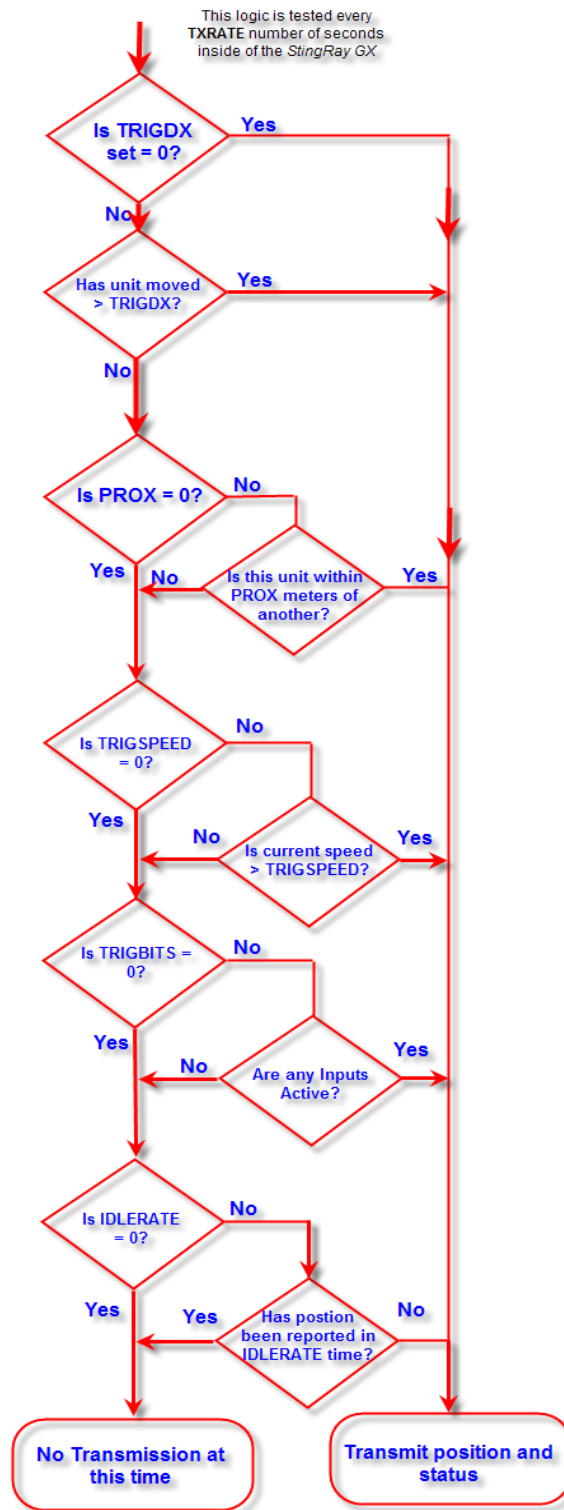 This logic is tested every
TXRATE number of seconds
inside of the StingRay GX
Is TRIGDX
set = 0?
Yes
No
Has unit moved
> TRIGDX?
Yes
No
Is PROX = 0?
No
Yes
No
Is this unit within
PROX meters of
another?
Yes
Is TRIGSPEED
= 0?
No
Yes
No
Is current speed
> TRIGSPEED?
Yes
Is TRIGBITS =
0?
No
Yes
No
Are any Inputs
Active?
Yes
Is IDLERATE
= 0?
No
Yes
Yes
Has postion
been reported in
IDLERATE time?
No
No Transmission at
this time
Transmit position and
status